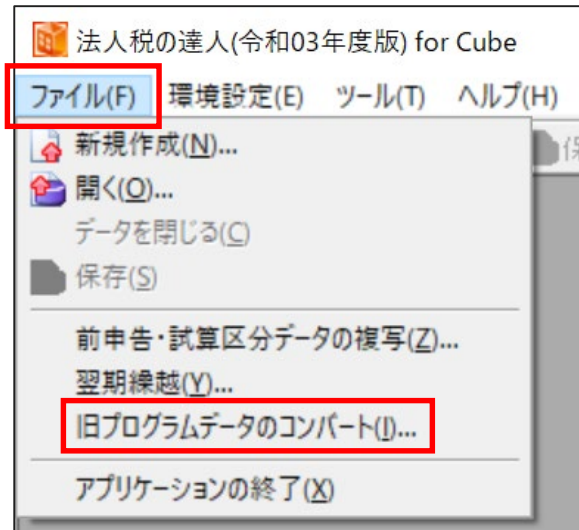 法人税の達人(令和03年度版) for Cube
ファイル(F) 環境設定(E) ツール(T) ヘルプ(H)
新規作成(N)...
開く(O)...
データを閉じる(C)
保存(S)
前申告・試算区分データの複写(Z)...
翌期繰越(Y)...
旧プログラムデータのコンバート(I)...
アプリケーションの終了(X)